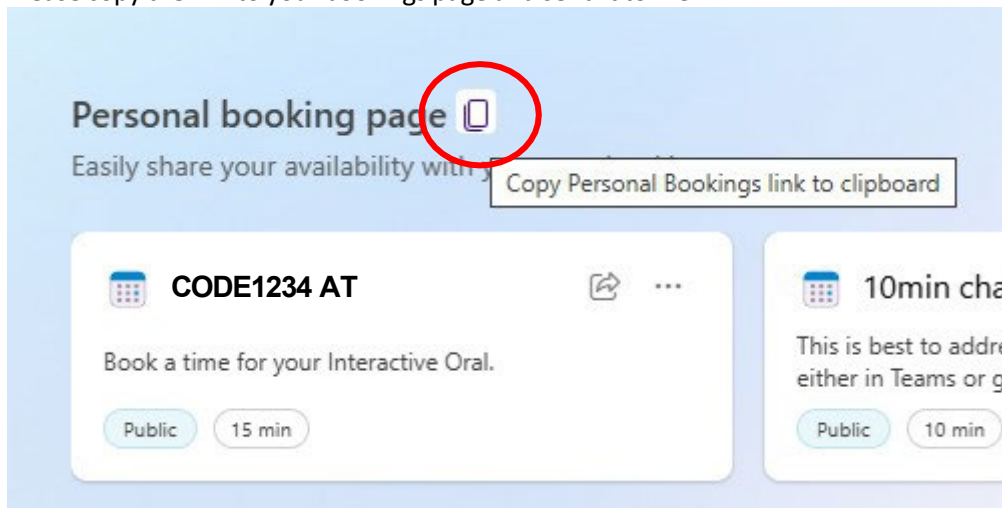 Personal booking page
Easily share your availability with
Copy Personal Bookings link to clipboard
CODE1234 AT
Book a time for your Interactive Oral.
Public 15 min
10min cha
This is best to addre
either in Teams or g
Public 10 min